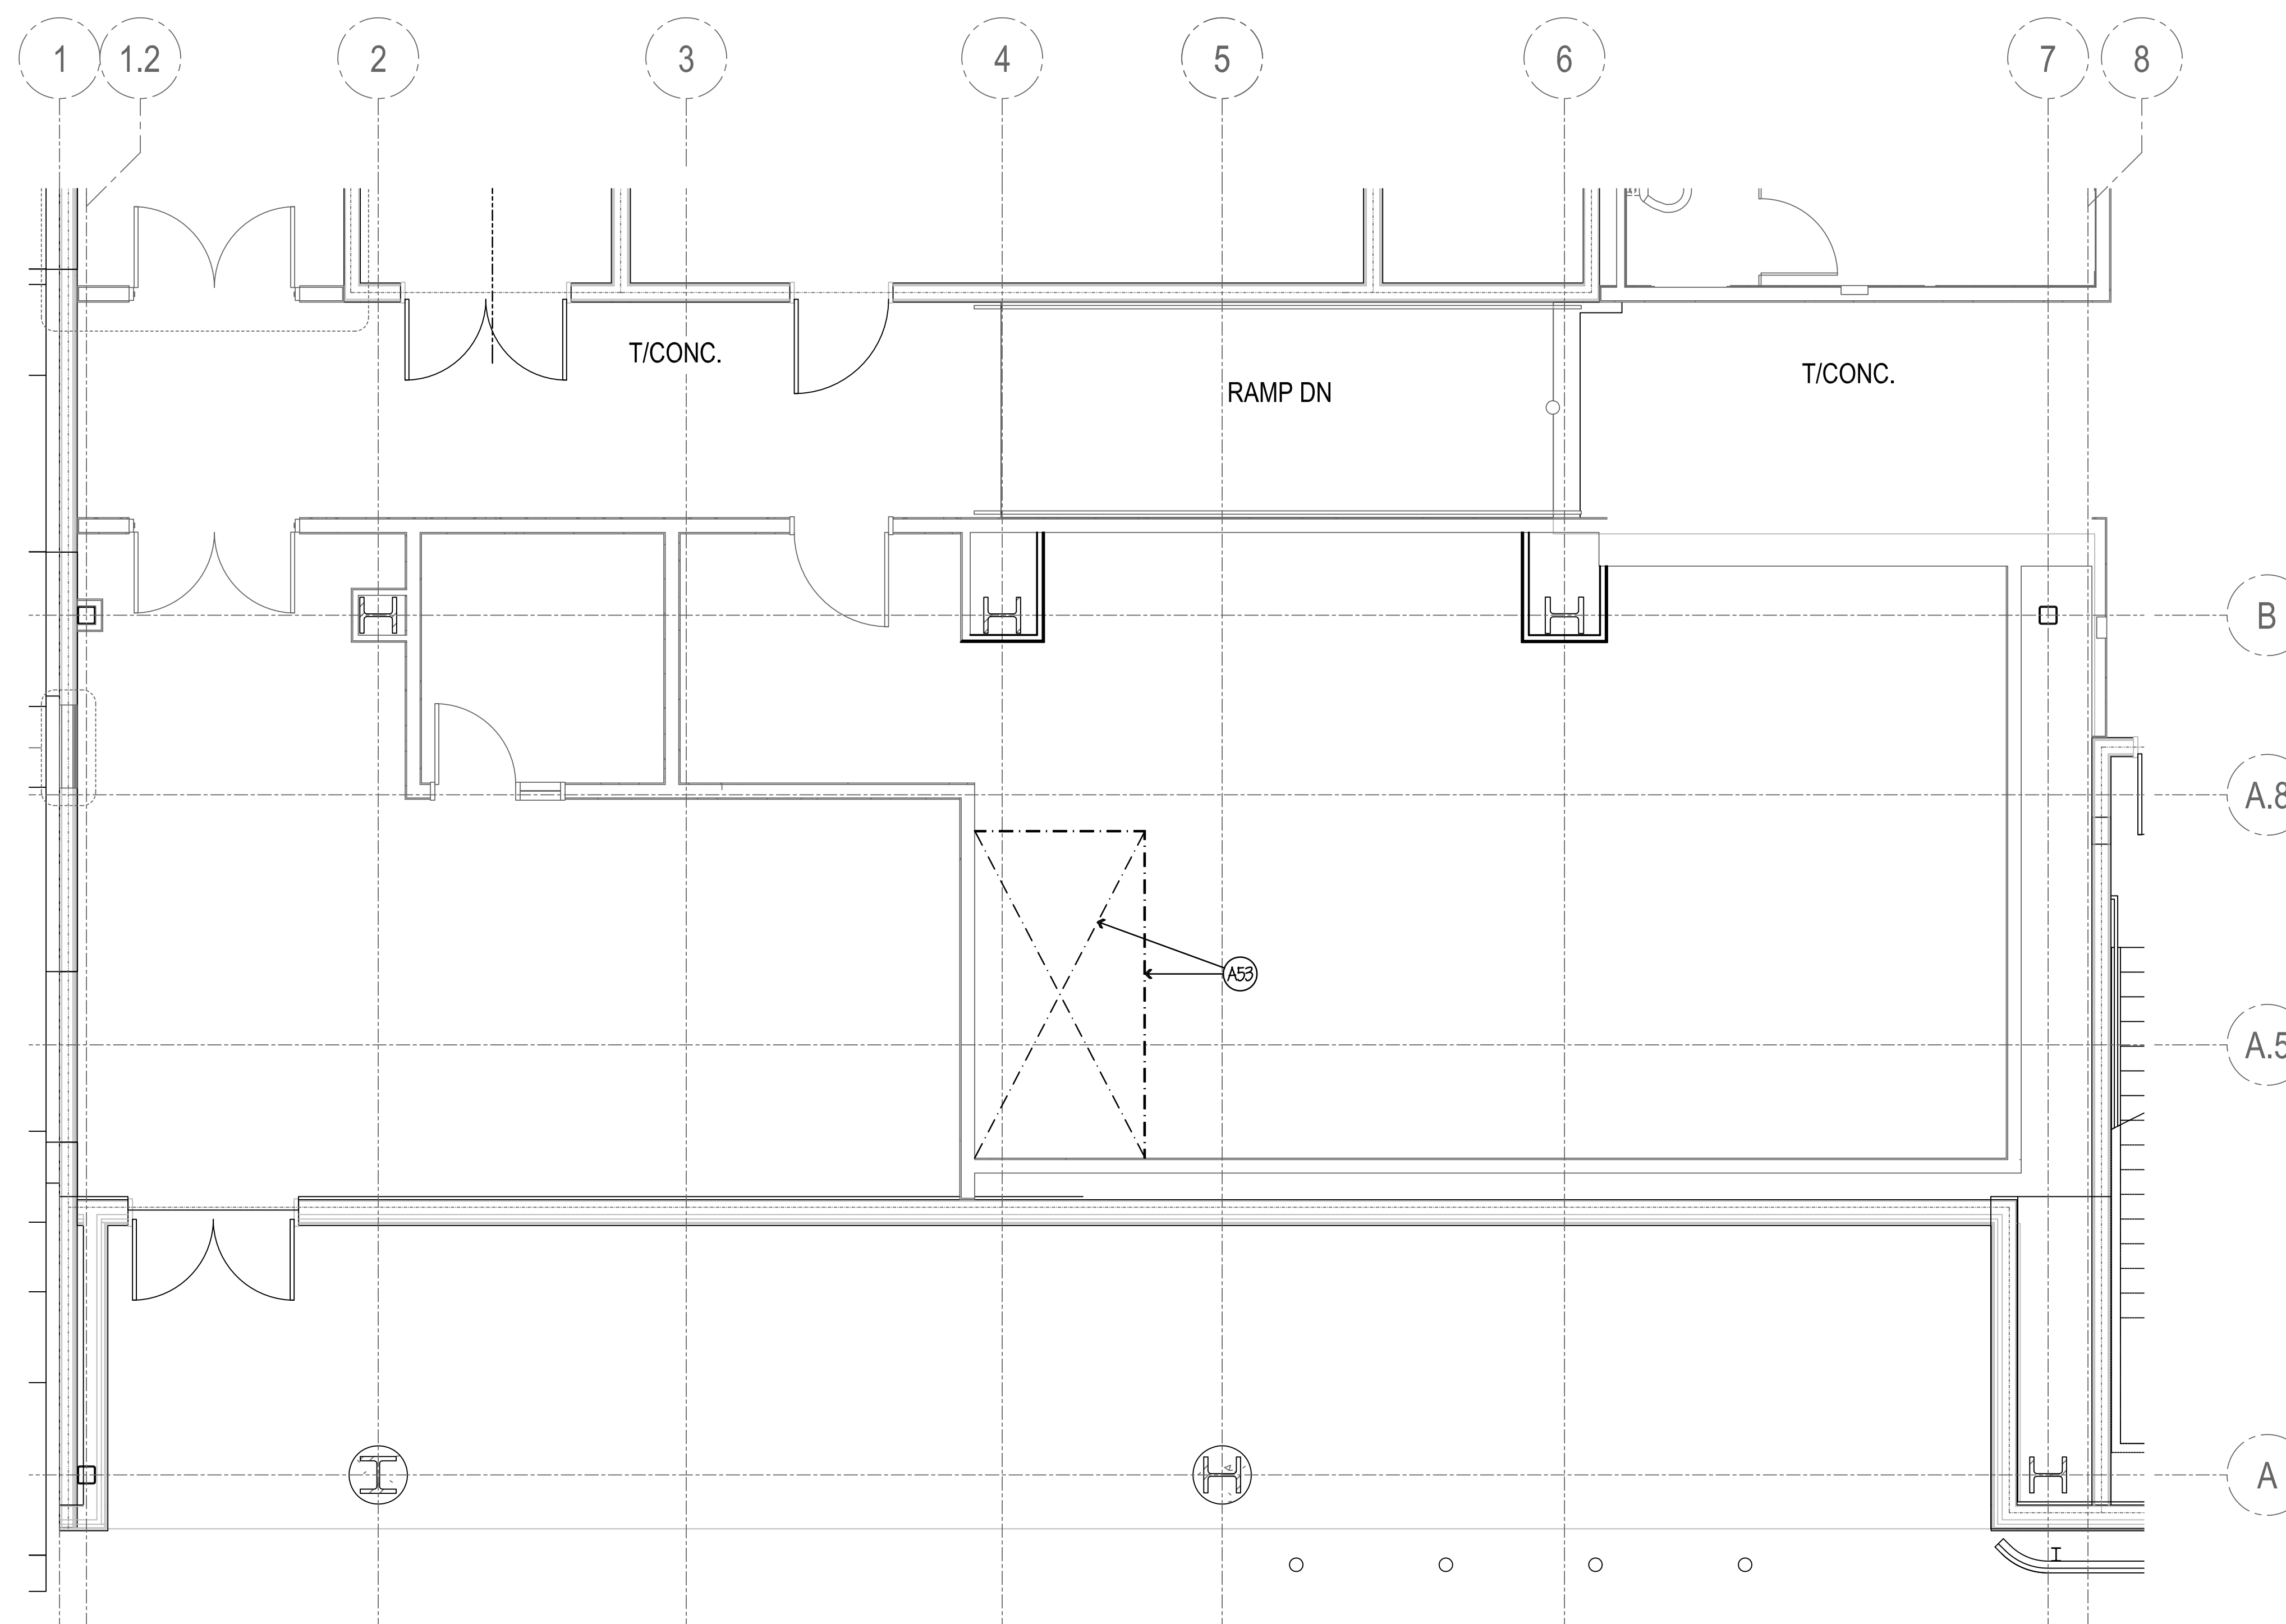 1 1.2 2 3 4 5 6 7 8
T/CONC.
T/CONC.
RAMP DN
B
A.8
A53
A.5
A